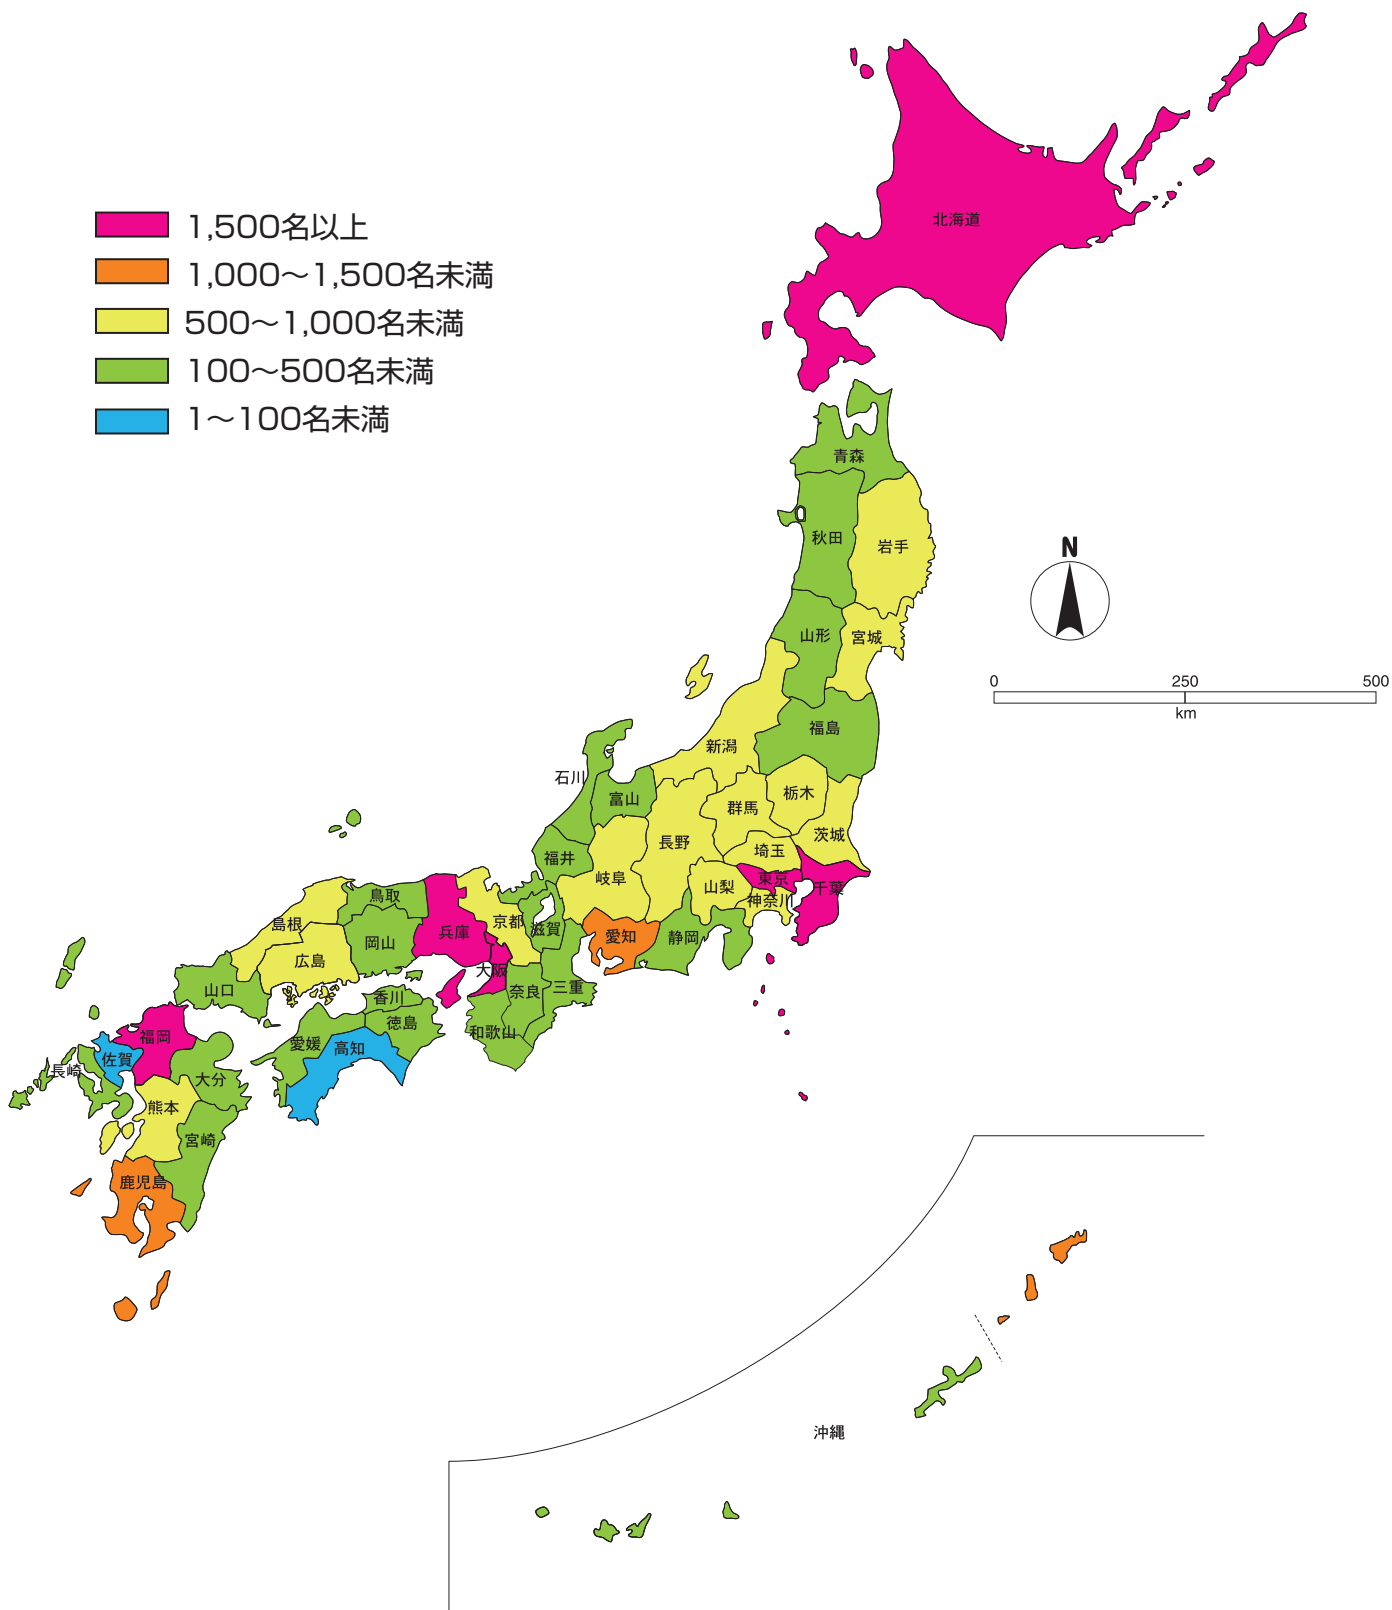 1,500名以上
1,000～1,500名未満
500～1,000名未満
100～500名未満
1～100名未満
北海道
青森
秋田
岩手
N
山形
宮城
0 250 500
km
福島
新潟
石川
富山
栃木
群馬
茨城
長野
埼玉
福井
岐阜
東京
山梨
千葉
神奈川
鳥取
島根
京都
滋賀
兵庫
愛知
静岡
岡山
広島
大阪
三重
奈良
山口
香川
徳島
和歌山
福岡
愛媛
高知
佐賀
長崎
大分
熊本
宮崎
鹿児島
沖縄